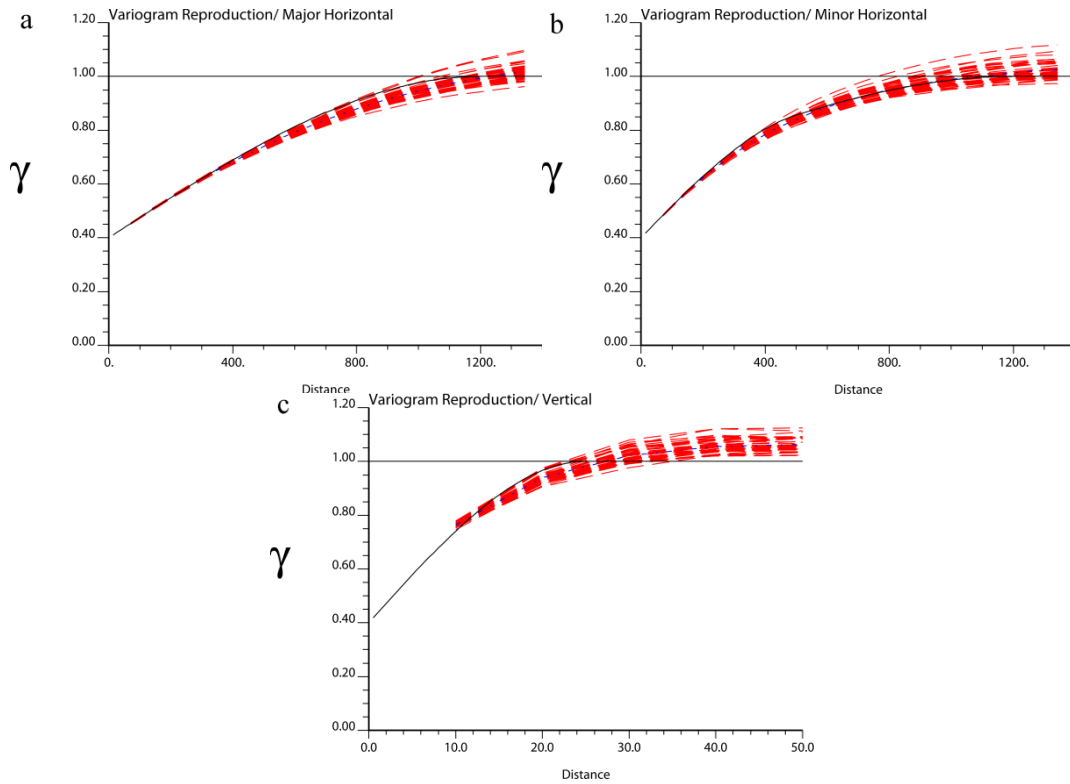 a
Variogram Reproduction/ Major Horizontal
1.20
1.00
0.80
0.60
0.40
0.20
0.00
γ
0. 400. 800. 1200.
Distance
b
Variogram Reproduction/ Minor Horizontal
1.20
1.00
0.80
0.60
0.40
0.20
0.00
γ
0. 400. 800. 1200.
Distance
c
Variogram Reproduction/ Vertical
1.20
1.00
0.80
0.60
0.40
0.20
0.00
γ
0.0 10.0 20.0 30.0 40.0 50.0
Distance